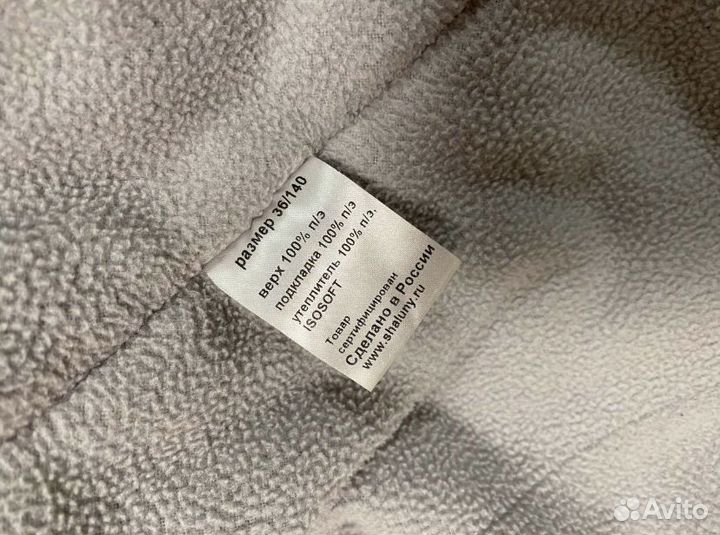 размер 36/140
верх 100% п/э
подкладка 100% п/э
утеплитель 100% п/э.
ISOSOFT
Товар
сертифицирован
Сделано в России
www.shaluny.ru
Avito